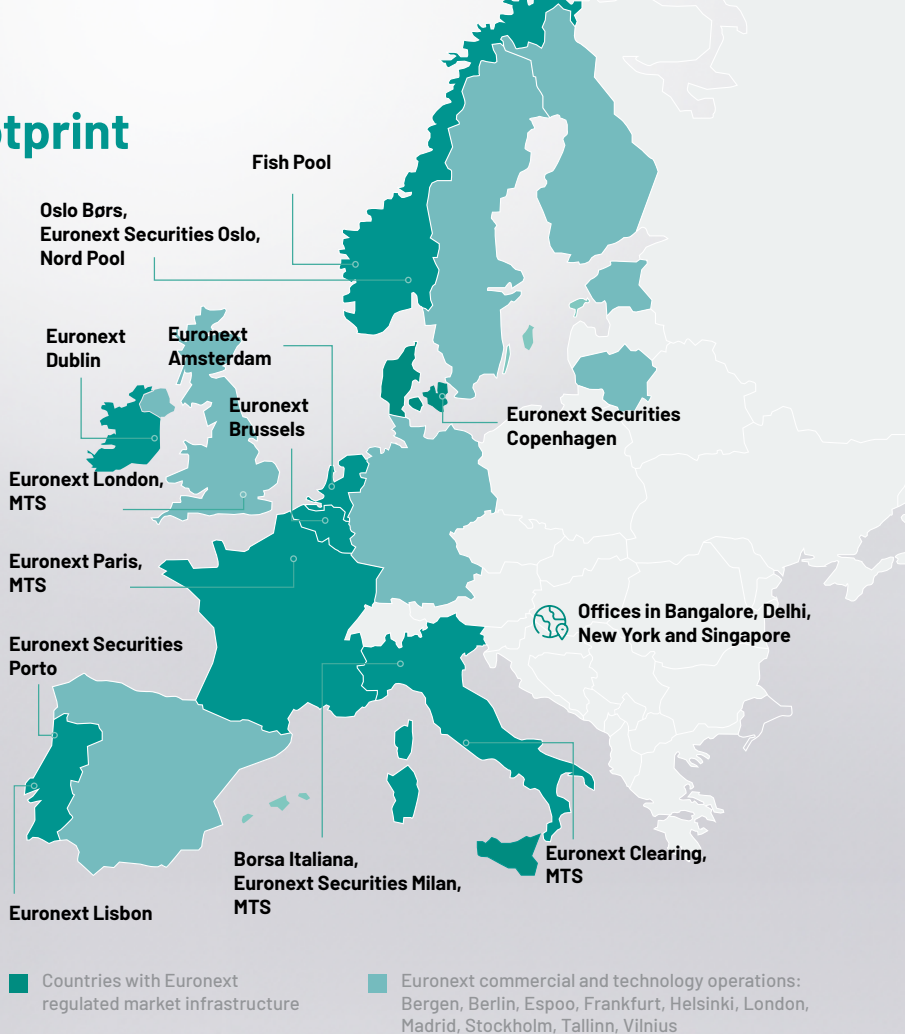 otprint
Fish Pool
Oslo Børs,
Euronext Securities Oslo,
Nord Pool
Euronext
Dublin
Euronext
Amsterdam
Euronext
Brussels
Euronext Securities
Copenhagen
Euronext London,
MTS
Euronext Paris,
MTS
Offices in Bangalore, Delhi,
New York and Singapore
Euronext Securities
Porto
Borsa Italiana,
Euronext Securities Milan,
MTS
Euronext Clearing,
MTS
Euronext Lisbon
Countries with Euronext
regulated market infrastructure
Euronext commercial and technology operations:
Bergen, Berlin, Espoo, Frankfurt, Helsinki, London,
Madrid, Stockholm, Tallinn, Vilnius